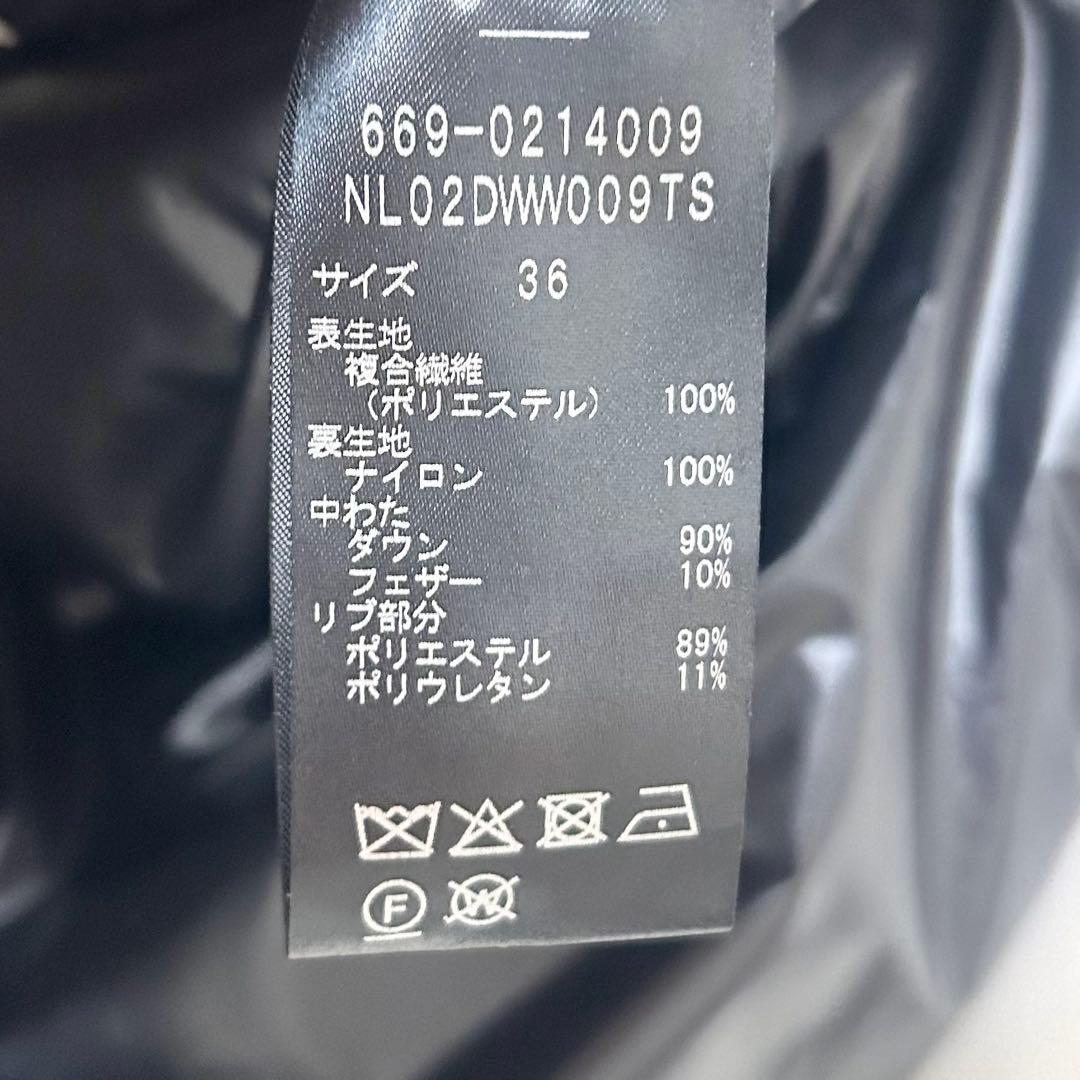 669-0214009
NL02DWW009TS
サイズ 36
表生地
複合繊維
（ポリエステル） 100%
裏生地
ナイロン 100%
中わた
ダウン 90%
フェザー 10%
リブ部分
ポリエステル 89%
ポリウレタン 11%
F W